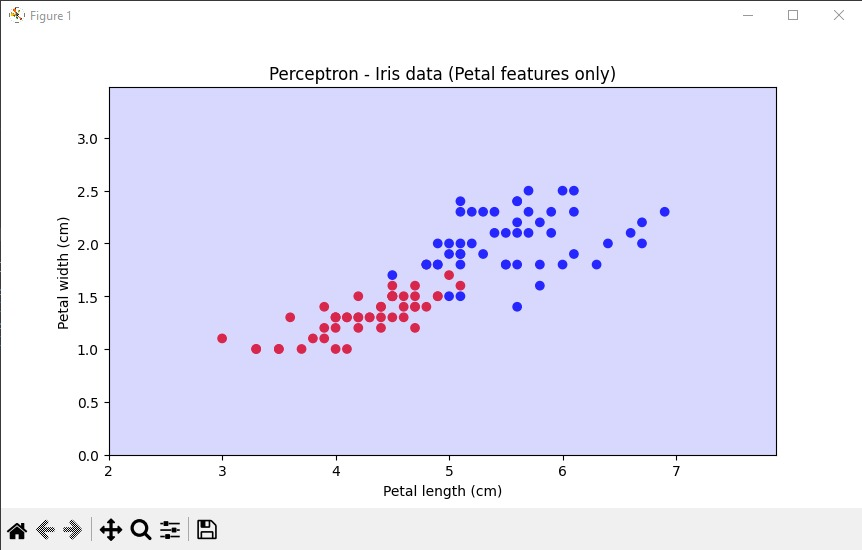 Figure 1
Perceptron - Iris data (Petal features only)
3.0
2.5
2.0
1.5
1.0
0.5
0.0
Petal width (cm)
2 3 4 5 6 7
Petal length (cm)